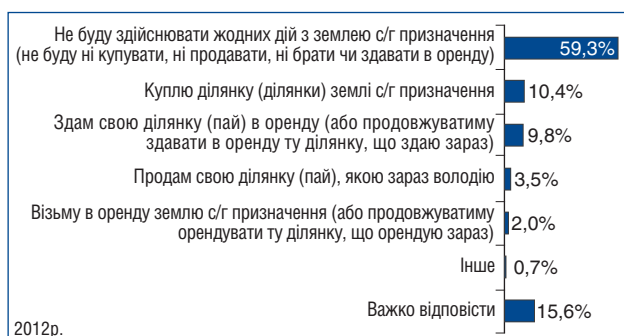 Не буду здійснювати жодних дій з землею с/г призначення
(не буду ні купувати, ні продавати, ні брати чи здавати в оренду)
59,3%
Куплю ділянку (ділянки) землі с/г призначення
10,4%
Здам свою ділянку (пай) в оренду (або продовжуватиму
здавати в оренду ту ділянку, що здаю зараз)
9,8%
Продам свою ділянку (пай), якою зараз володію
3,5%
Візьму в оренду землю с/г призначення (або продовжуватиму
орендувати ту ділянку, що орендую зараз)
2,0%
Інше
0,7%
Важко відповісти
15,6%
2012р.